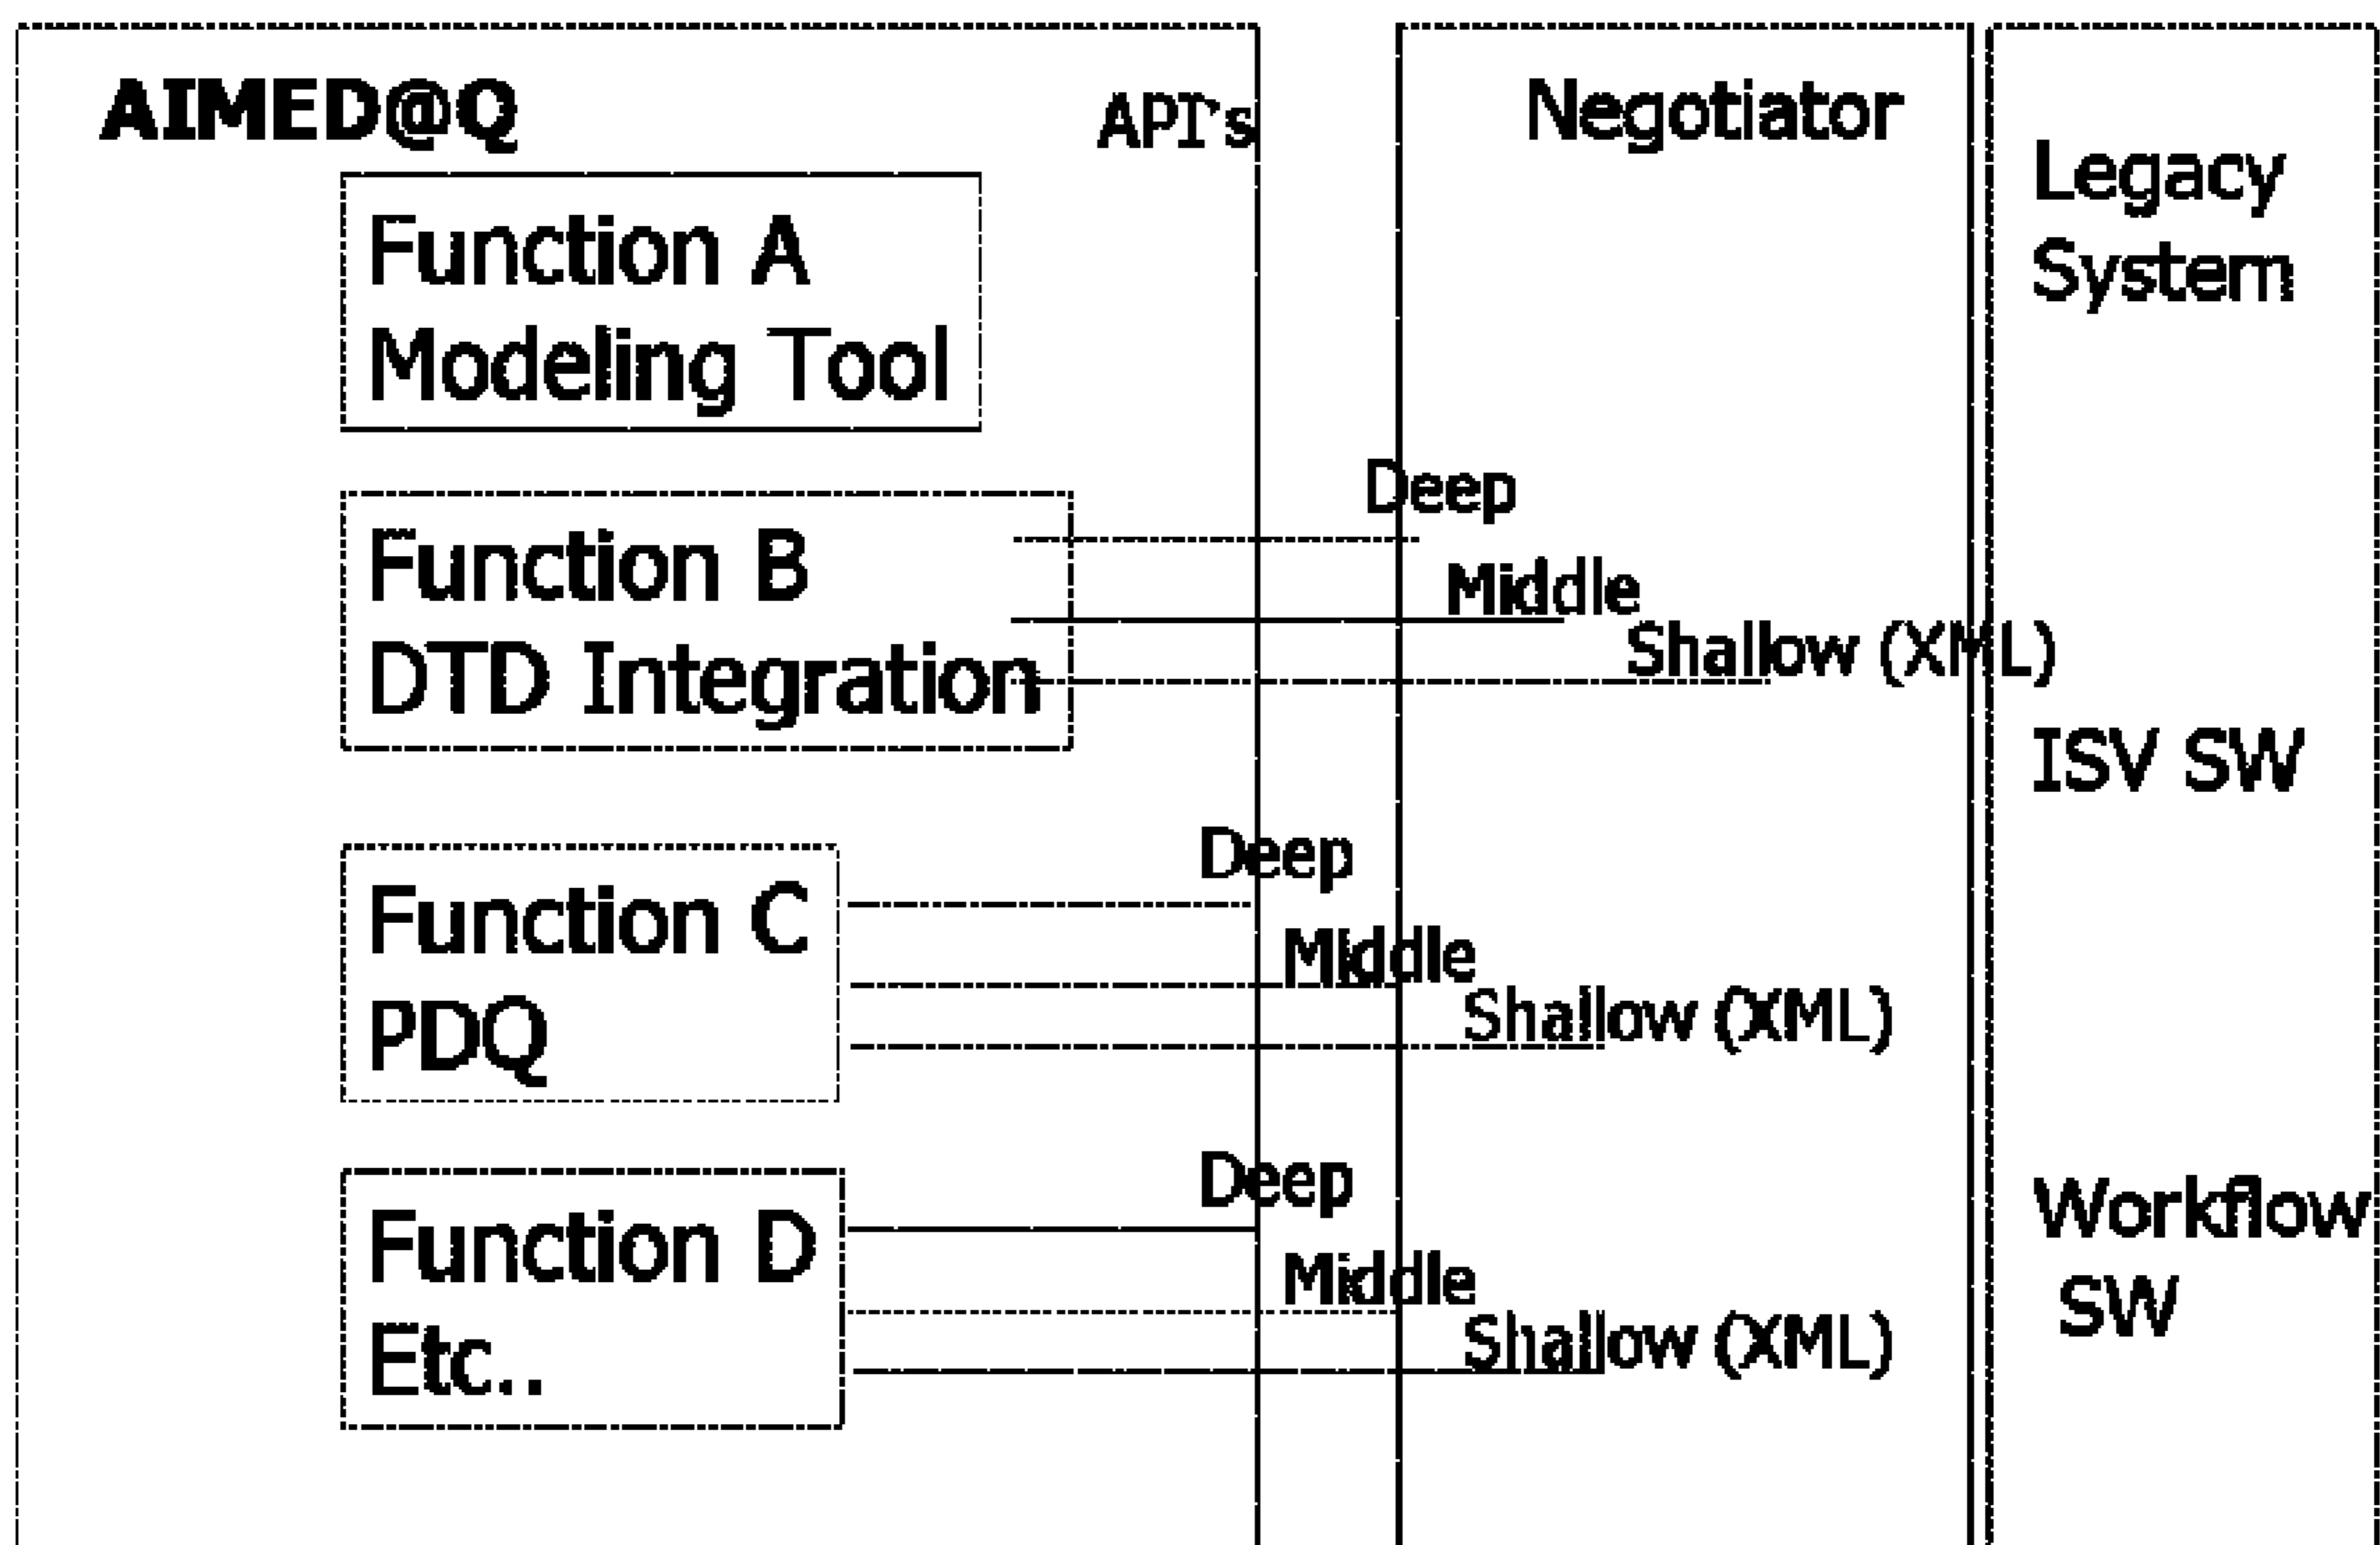 AIMED@Q
API's
Negotiator
Legacy
System
Function A
Modeling Tool
Function B
DTD Integration
Deep
Middle
Shallow (XML)
ISV SW
Function C
PDQ
Deep
Middle
Shallow (XML)
Function D
Etc..
Deep
Middle
Shallow (XML)
Workflow
SW